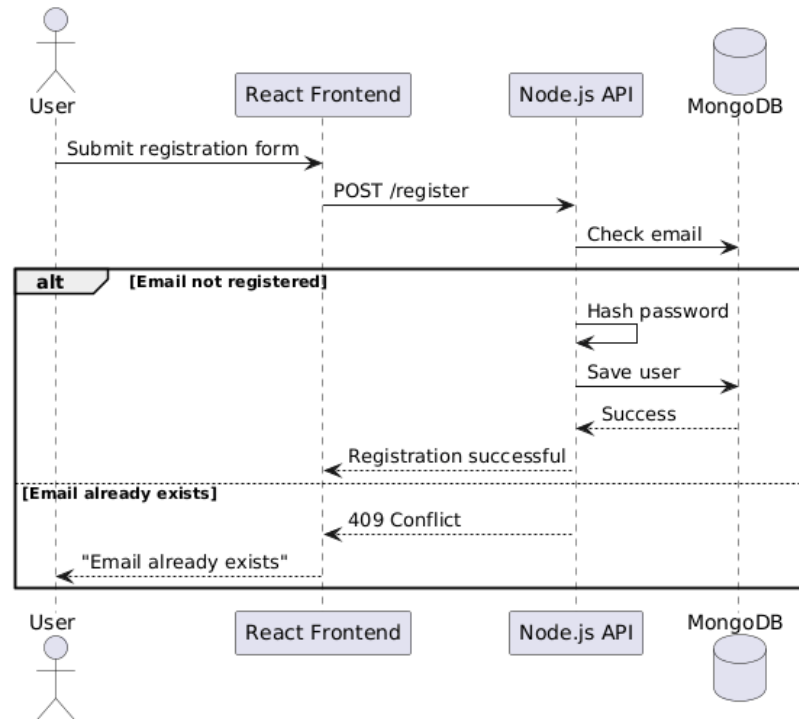 User
React Frontend
Node.js API
MongoDB
Submit registration form
POST /register
Check email
alt
[Email not registered]
Hash password
Save user
Success
Registration successful
[Email already exists]
409 Conflict
"Email already exists"
User
React Frontend
Node.js API
MongoDB